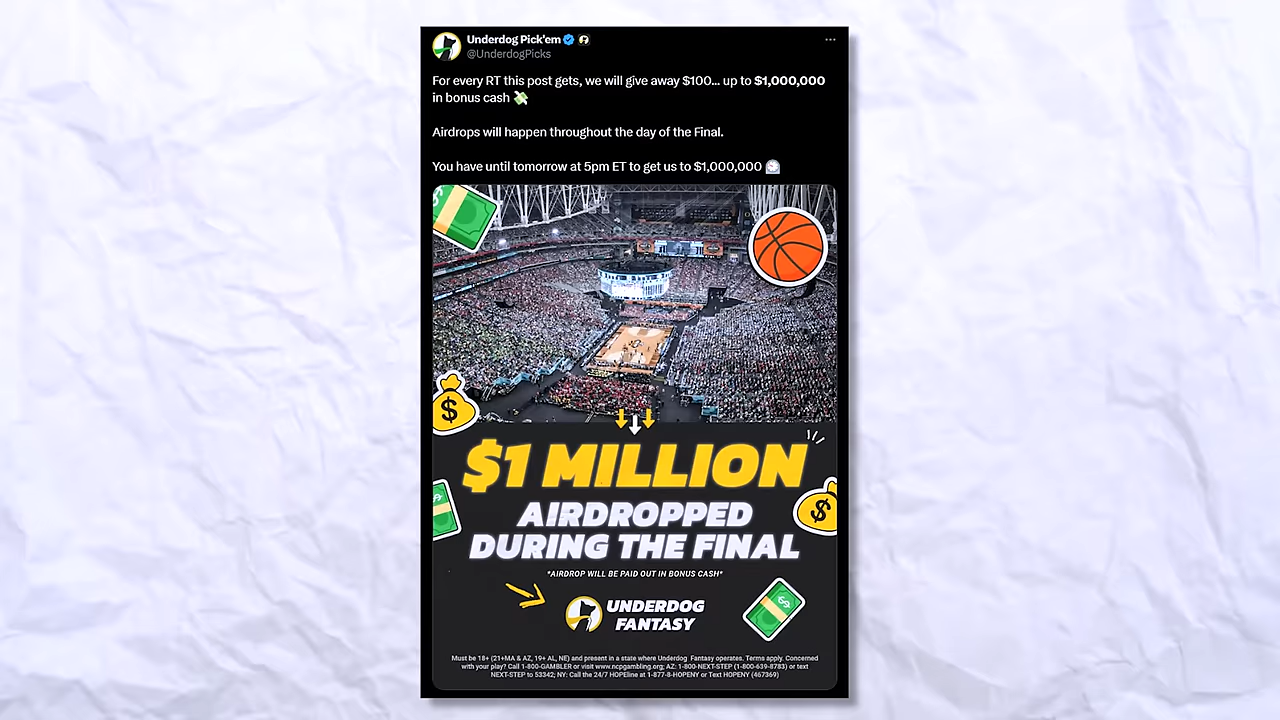 Underdog Pick'em
@UnderdogPicks
For every RT this post gets, we will give away $100... up to $1,000,000
in bonus cash 💸
Airdrops will happen throughout the day of the Final.
You have until tomorrow at 5pm ET to get us to $1,000,000 🕰️
$1 MILLION
AIRDROPPED
DURING THE FINAL
*AIRDROP WILL BE PAID OUT IN BONUS CASH*
UNDERDOG
FANTASY
Must be 18+ (21+MA & AZ, 19+ AL, NE) and present in a state where Underdog Fantasy operates. Terms apply. Concerned
with your play? Call 1-800-GAMBLER or visit www.ncpgambling.org; AZ: 1-800-NEXT-STEP (1-800-639-8783) or text
NEXT-STEP to 53342; NY: Call the 24/7 HOPEline at 1-877-8-HOPENY or Text HOPENY (467369)